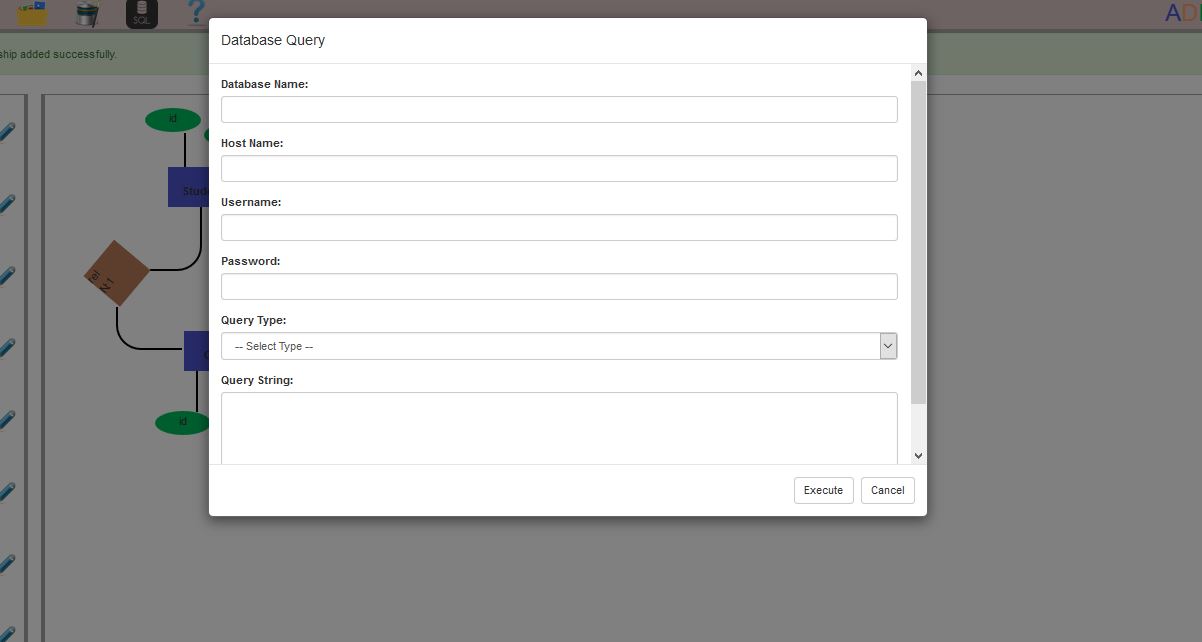 SQL
?
AD
Database Query
ship added successfully.
Database Name:
id
Host Name:
Stud
Username:
Password:
rel
N:1
Query Type:
-- Select Type --
Query String:
id
Execute
Cancel